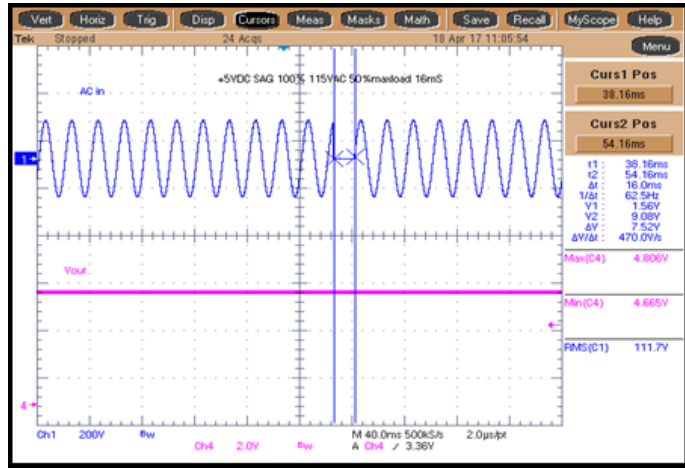 Vert Horiz Trig Disp Cursors Meas Masks Math Save Recall MyScope Help
Tek Stopped 24 Acqs 18 Apr 17 11:05:54
Menu
+5VDC SAG 100% 115VAC 50%maxload 16mS
AC in
Curs1 Pos
38.16ms
Curs2 Pos
54.16ms
t1 : 38.16ms
t2 : 54.16ms
Δt : 16.0ms
1/Δt : 62.5Hz
V1 : 1.56V
V2 : 9.08V
ΔV : 7.52V
ΔV/Δt : 470.0V/s
1
Max(C4) 4.806V
Vout
Min(C4) 4.665V
RMS(C1) 111.7V
4
Ch1 200V Bw M 40.0ms 500kS/s 2.0µs/pt
Ch4 2.0V Bw A Ch4 / 3.36V